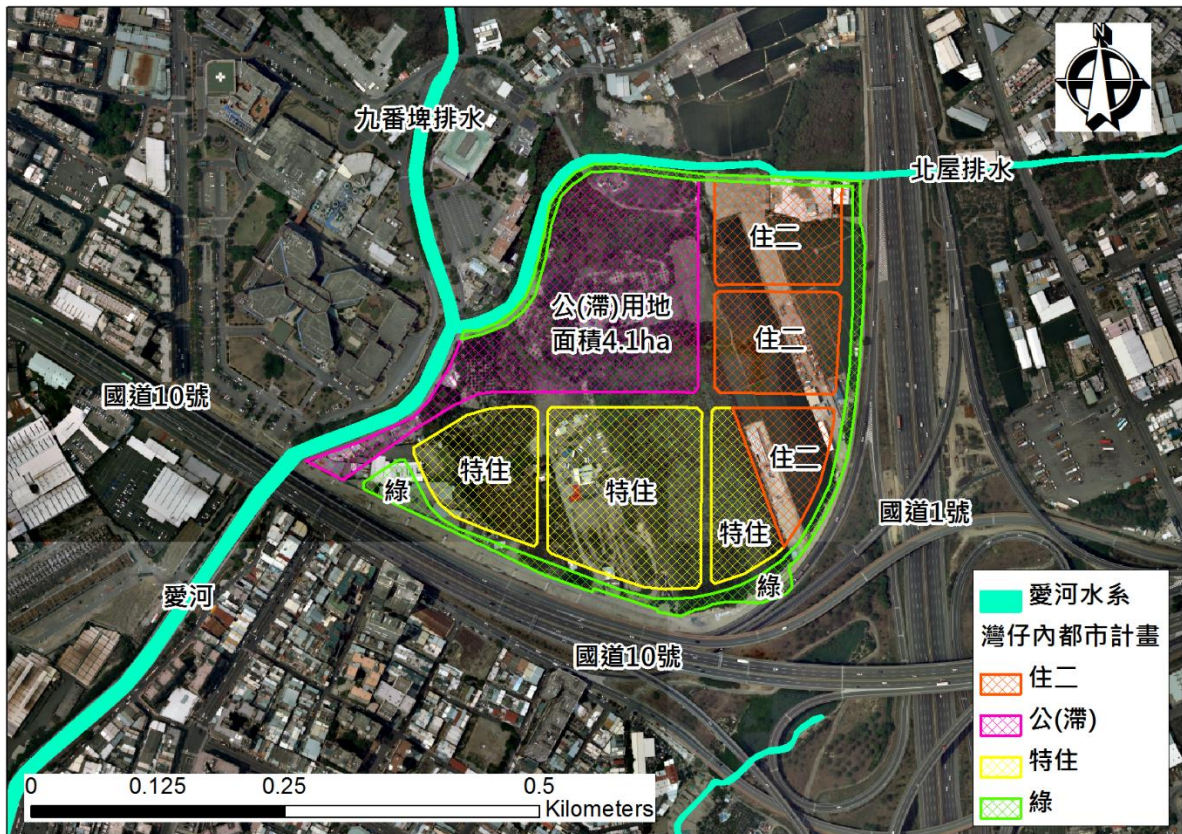 N
九番埤排水
北屋排水
住二
公(滯)用地
面積4.1ha
住二
國道10號
特住
特住
住二
綠
特住
國道1號
綠
愛河
國道10號
愛河水系
灣仔內都市計畫
住二
公(滯)
特住
綠
0 0.125 0.25 0.5
Kilometers